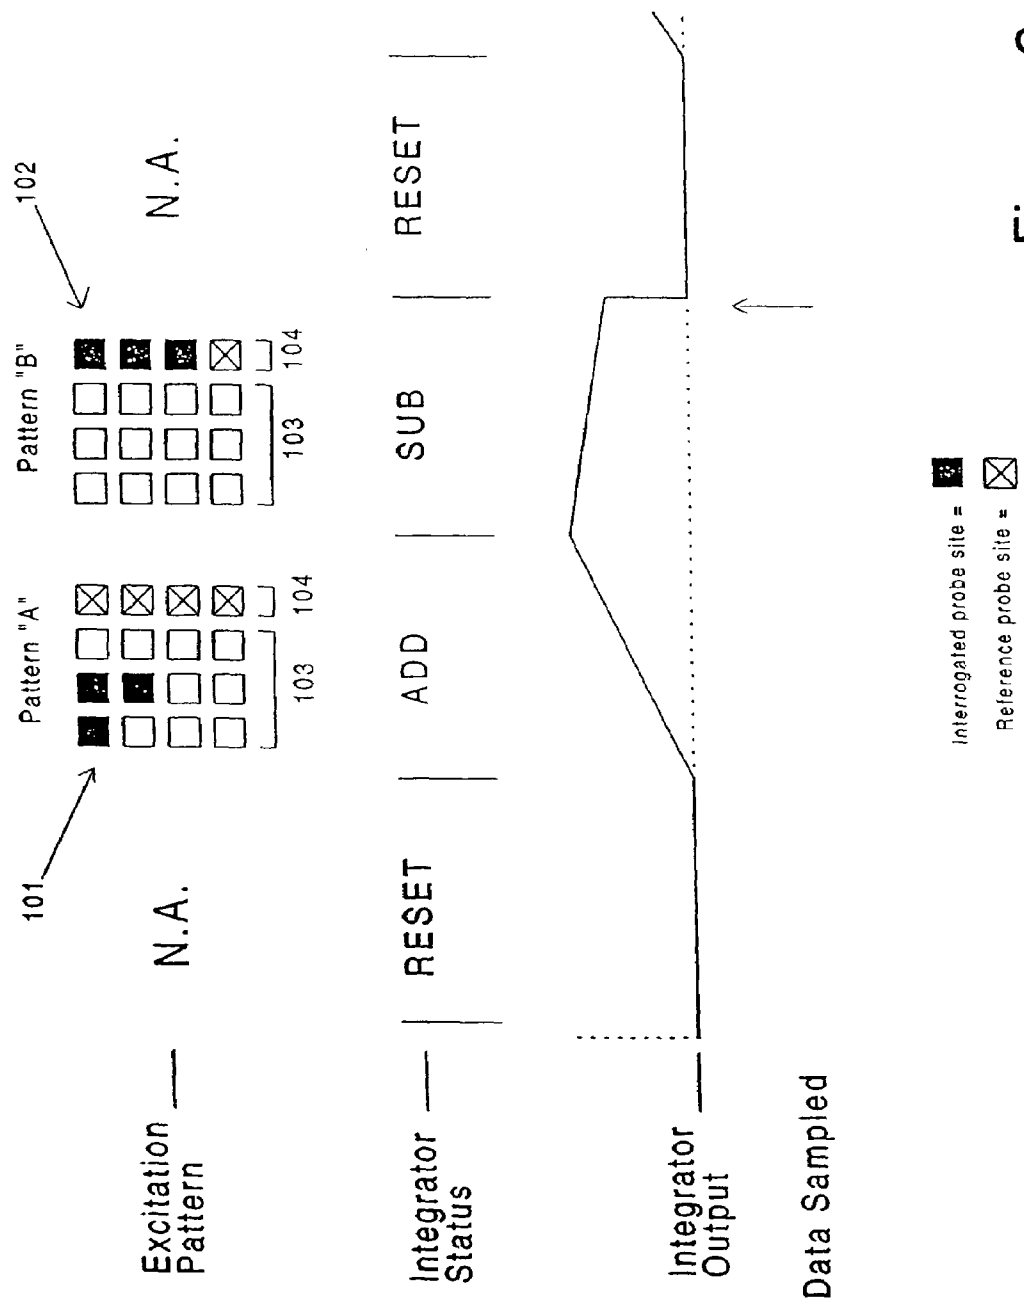 101
102
Pattern "A"
Pattern "B"
Excitation
Pattern
N.A.
N.A.
103
104
103
104
Integrator
Status
RESET
ADD
SUB
RESET
Integrator
Output
Data Sampled
Interrogated probe site =
Reference probe site =